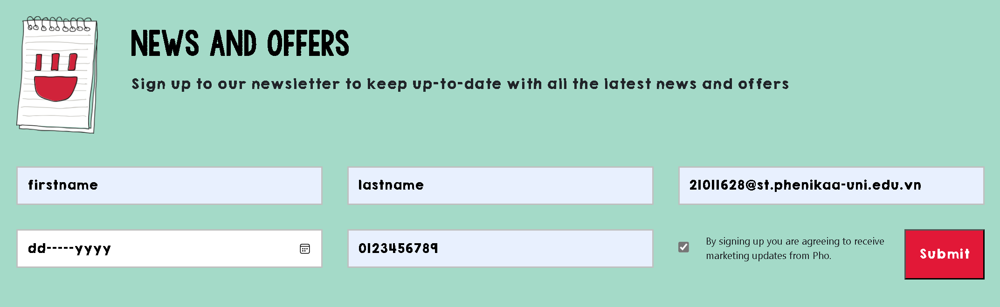 NEWS AND OFFERS
Sign up to our newsletter to keep up-to-date with all the latest news and offers
firstname
lastname
21011628@st.phenikaa-uni.edu.vn
dd-----yyyy
0123456789
By signing up you are agreeing to receive
marketing updates from Pho.
Submit